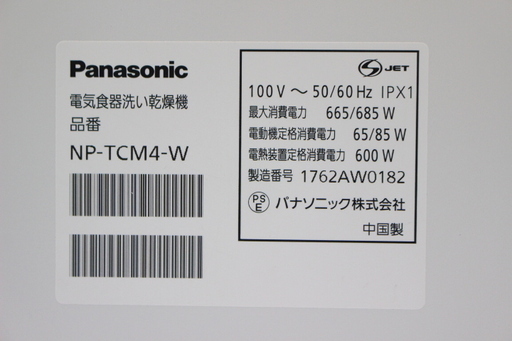 Panasonic
電気食器洗い乾燥機
品番
NP-TCM4-W
S JET
100 V ～ 50/60 Hz IPX1
最大消費電力 665/685 W
電動機定格消費電力 65/85 W
電熱装置定格消費電力 600 W
製造番号 1762AW0182
PS E パナソニック株式会社
中国製